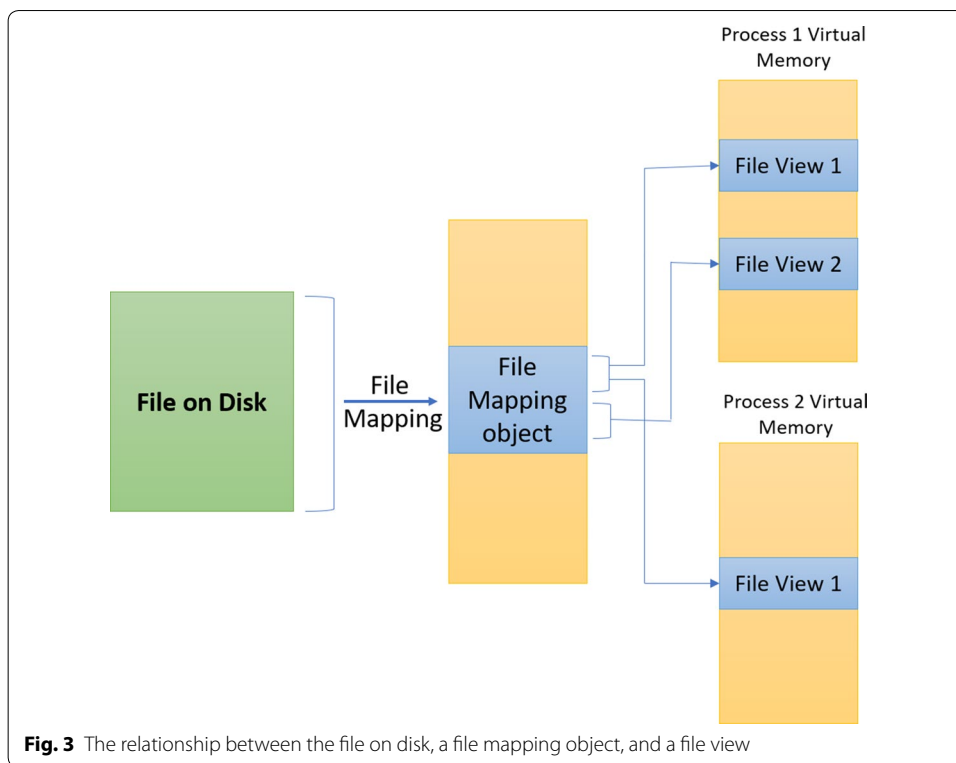 Process 1 Virtual
Memory
File View 1
File View 2
File on Disk
File
Mapping
File
Mapping
object
Process 2 Virtual
Memory
File View 1
Fig. 3 The relationship between the file on disk, a file mapping object, and a file view